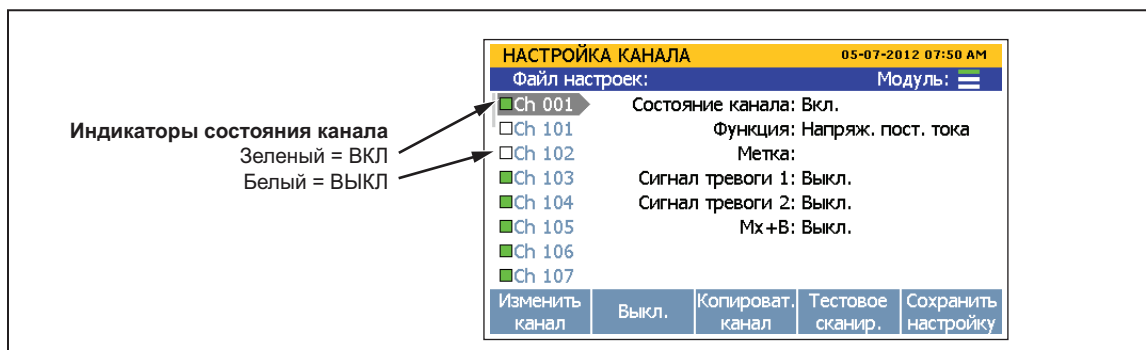 Индикаторы состояния канала
Зеленый = ВКЛ
Белый = ВЫКЛ
НАСТРОЙКА КАНАЛА 05-07-2012 07:50 AM
Файл настроек: Модуль:
Ch 001 Состояние канала: Вкл.
Ch 101 Функция: Напряж. пост. тока
Ch 102 Метка:
Ch 103 Сигнал тревоги 1: Выкл.
Ch 104 Сигнал тревоги 2: Выкл.
Ch 105 Mx+B: Выкл.
Ch 106
Ch 107
Изменить канал
Выкл.
Копироват. канал
Тестовое сканир.
Сохранить настройку